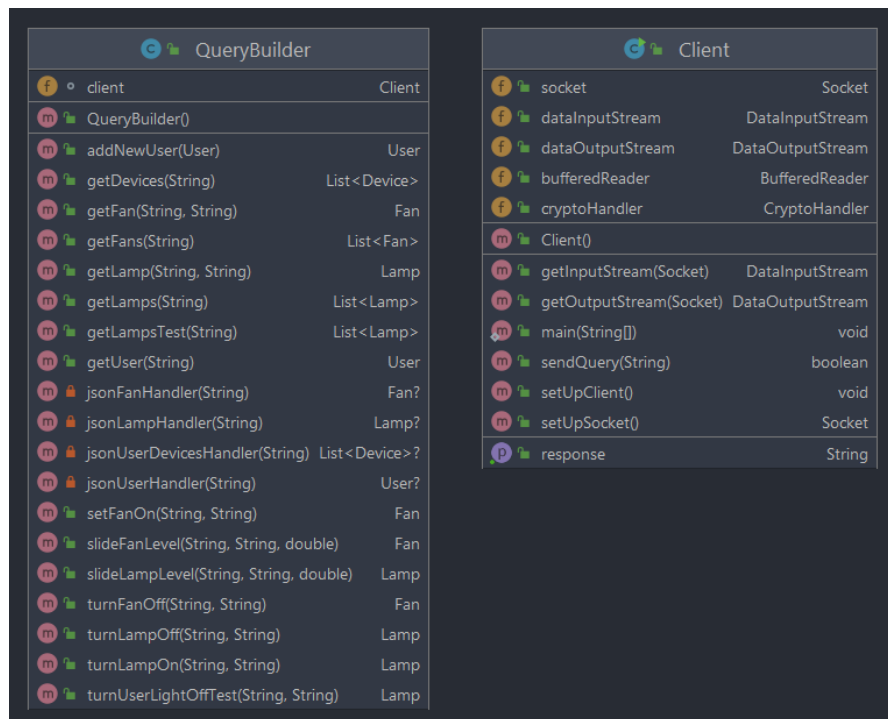 QueryBuilder
client Client
QueryBuilder()
addNewUser(User) User
getDevices(String) List<Device>
getFan(String, String) Fan
getFans(String) List<Fan>
getLamp(String, String) Lamp
getLamps(String) List<Lamp>
getLampsTest(String) List<Lamp>
getUser(String) User
jsonFanHandler(String) Fan?
jsonLampHandler(String) Lamp?
jsonUserDevicesHandler(String) List<Device>?
jsonUserHandler(String) User?
setFanOn(String, String) Fan
slideFanLevel(String, String, double) Fan
slideLampLevel(String, String, double) Lamp
turnFanOff(String, String) Fan
turnLampOff(String, String) Lamp
turnLampOn(String, String) Lamp
turnUserLightOffTest(String, String) Lamp
Client
socket Socket
dataInputStream DataInputStream
dataOutputStream DataOutputStream
bufferedReader BufferedReader
cryptoHandler CryptoHandler
Client()
getInputStream(Socket) DataInputStream
getOutputStream(Socket) DataOutputStream
main(String[]) void
sendQuery(String) boolean
setUpClient() void
setUpSocket() Socket
response String